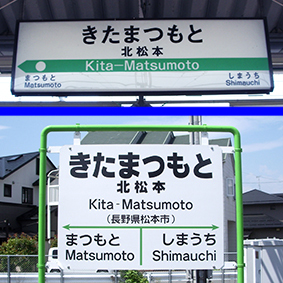 きたまつもと
北松本
Kita-Matsumoto
まつもと しまうち
Matsumoto Shimauchi
きたまつもと
北松本
Kita-Matsumoto
(長野県松本市)
まつもと しまうち
Matsumoto Shimauchi